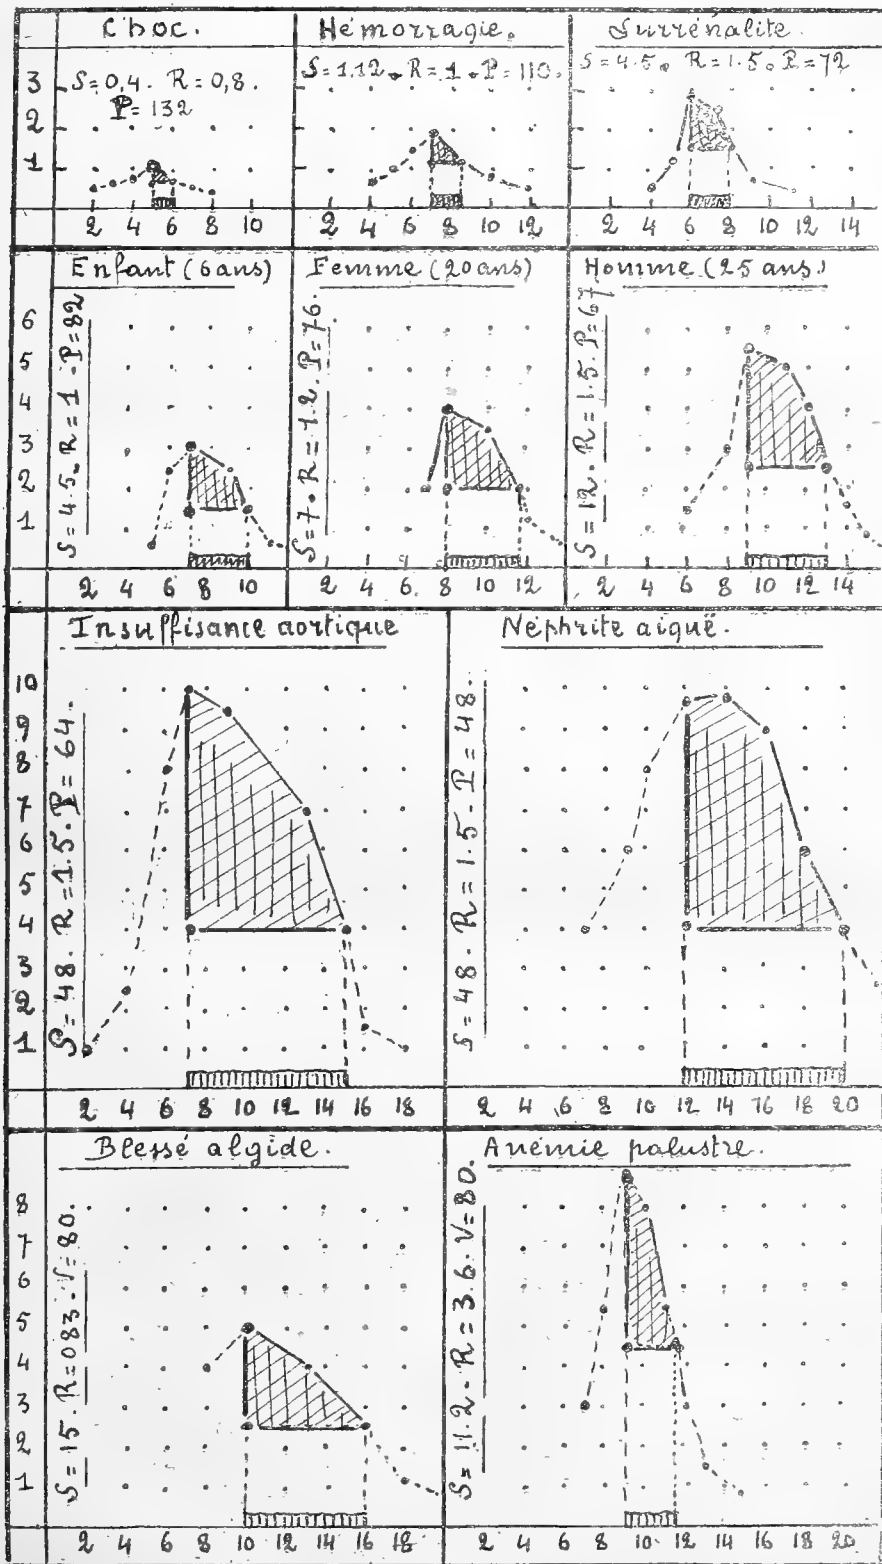 Choc.
Hémorragie.
Surrénalite.
S=0,4. R=0,8.
P=132
S=1.12. R=1. P=110.
S=4.5. R=1.5. P=72
3
2
1
2 4 6 8 10
2 4 6 8 10 12
2 4 6 8 10 12 14
Enfant (6 ans)
Femme (20 ans)
Homme (25 ans.)
S=4.5. R=1. P=82
S=7. R=1.2. P=76.
S=12. R=1.5. P=67
6
5
4
3
2
1
2 4 6 8 10
2 4 6. 8 10 12
2 4 6 8 10 12 14
Insuffisance aortique
Néphrite aiguë.
S=48. R=1.5. P=64.
S=48. R=1.5. P=48.
10
9
8
7
6
5
4
3
2
1
2 4 6 8 10 12 14 16 18
2 4 6 8 10 12 14 16 18 20
Blessé algide.
Anémie palustre.
S=15. R=083. V=80.
S=11.2. R=3.6. V=80.
8
7
6
5
4
3
2
1
2 4 6 8 10 12 14 16 18
2 4 6 8 10 12 14 16 18 20